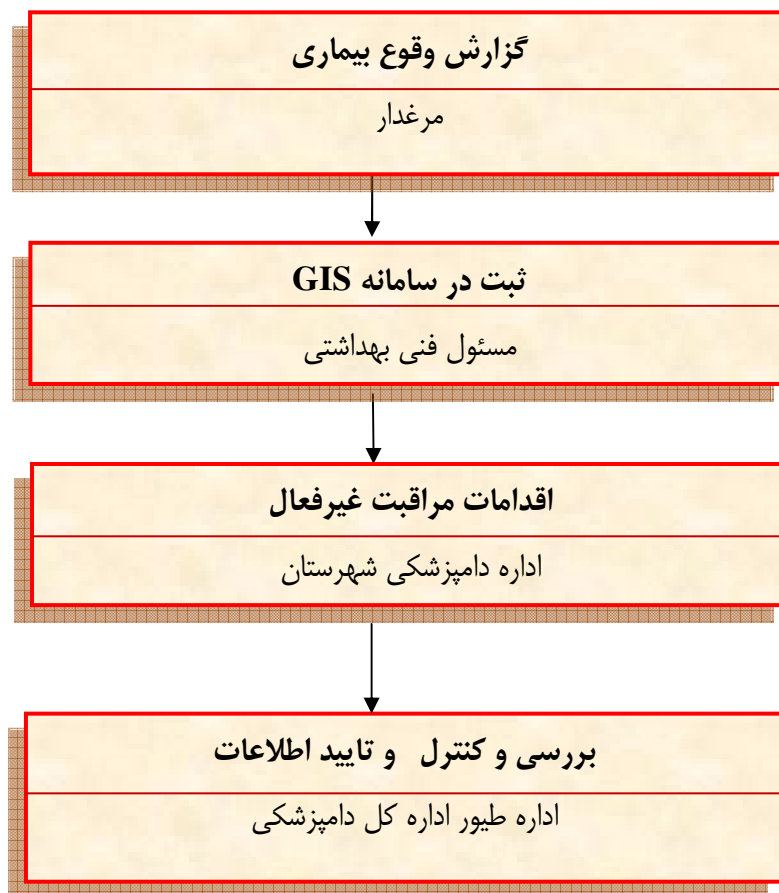 گزارش وقوع بیماری
مرغدار
ثبت در سامانه GIS
مسئول فنی بهداشتی
اقدامات مراقبت غیرفعال
اداره دامپزشکی شهرستان
بررسی و کنترل و تایید اطلاعات
اداره طیور اداره کل دامپزشکی